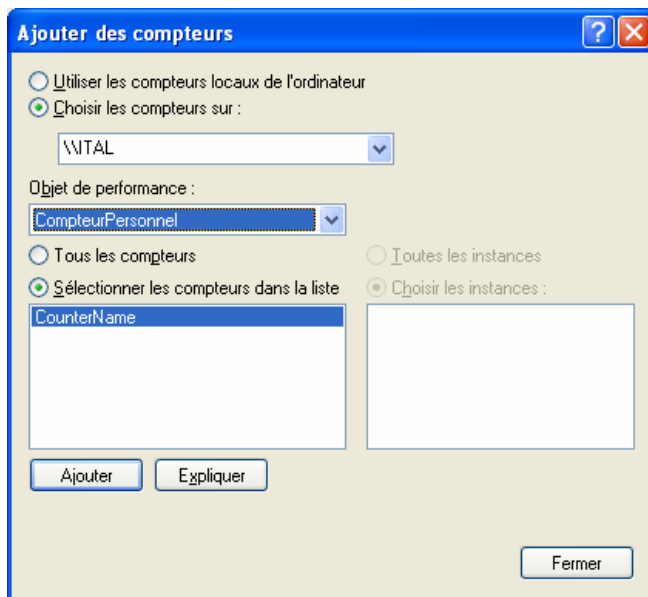 Ajouter des compteurs
Utiliser les compteurs locaux de l'ordinateur
Choisir les compteurs sur :
\\ITAL
Objet de performance :
CompteurPersonnel
Tous les compteurs
Toutes les instances
Sélectionner les compteurs dans la liste
Choisir les instances :
CounterName
Ajouter
Expliquer
Fermer